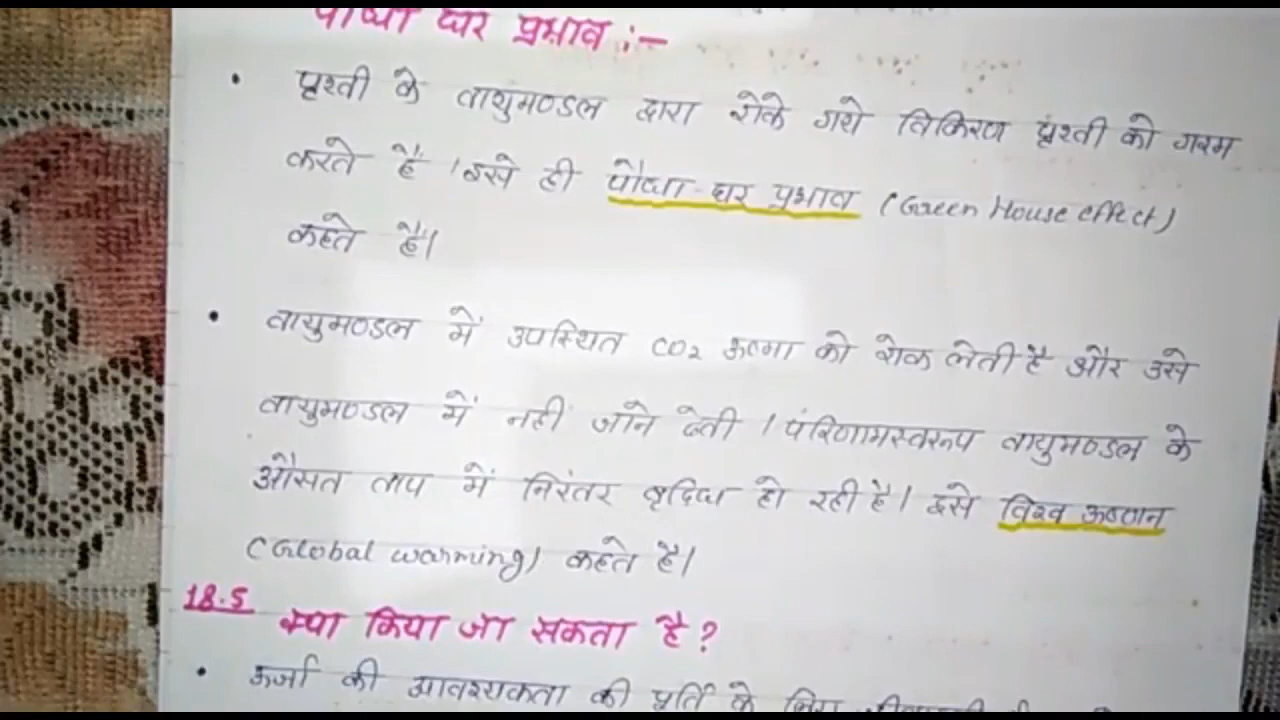 पौधा घर प्रभाव :-
• पृथ्वी के वायुमण्डल द्वारा रोके गये विकिरण पृथ्वी को गरम
करते है। इसे ही पौधा-घर प्रभाव (Green House effect)
कहते है।
• वायुमण्डल में उपस्थित CO₂ ऊष्मा को रोक लेती है और उसे
वायुमण्डल में नही जाने देती। परिणामस्वरूप वायुमण्डल के
औसत ताप में निरंतर वृद्धि हो रही है। इसे विश्व ऊष्णन
(Global warming) कहते है।
18.5 क्या किया जा सकता है?
• ऊर्जा की आवश्यकता की पूर्ति के लिए